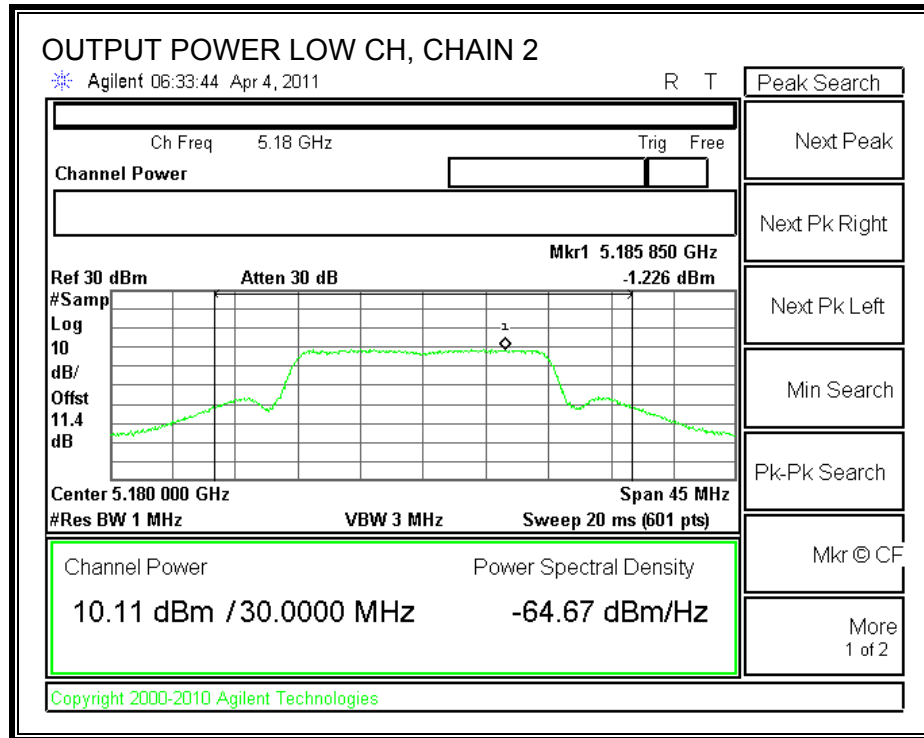 OUTPUT POWER LOW CH, CHAIN 2
Agilent 06:33:44 Apr 4, 2011 R T
Peak Search
Ch Freq 5.18 GHz Trig Free
Channel Power
Mkr1 5.185 850 GHz
Ref 30 dBm Atten 30 dB -1.226 dBm
#Samp
Log
10
dB/
Offst
11.4
dB
1
Center 5.180 000 GHz Span 45 MHz
#Res BW 1 MHz VBW 3 MHz Sweep 20 ms (601 pts)
Channel Power Power Spectral Density
10.11 dBm / 30.0000 MHz -64.67 dBm/Hz
Next Peak
Next Pk Right
Next Pk Left
Min Search
Pk-Pk Search
Mkr © CF
More
1 of 2
Copyright 2000-2010 Agilent Technologies